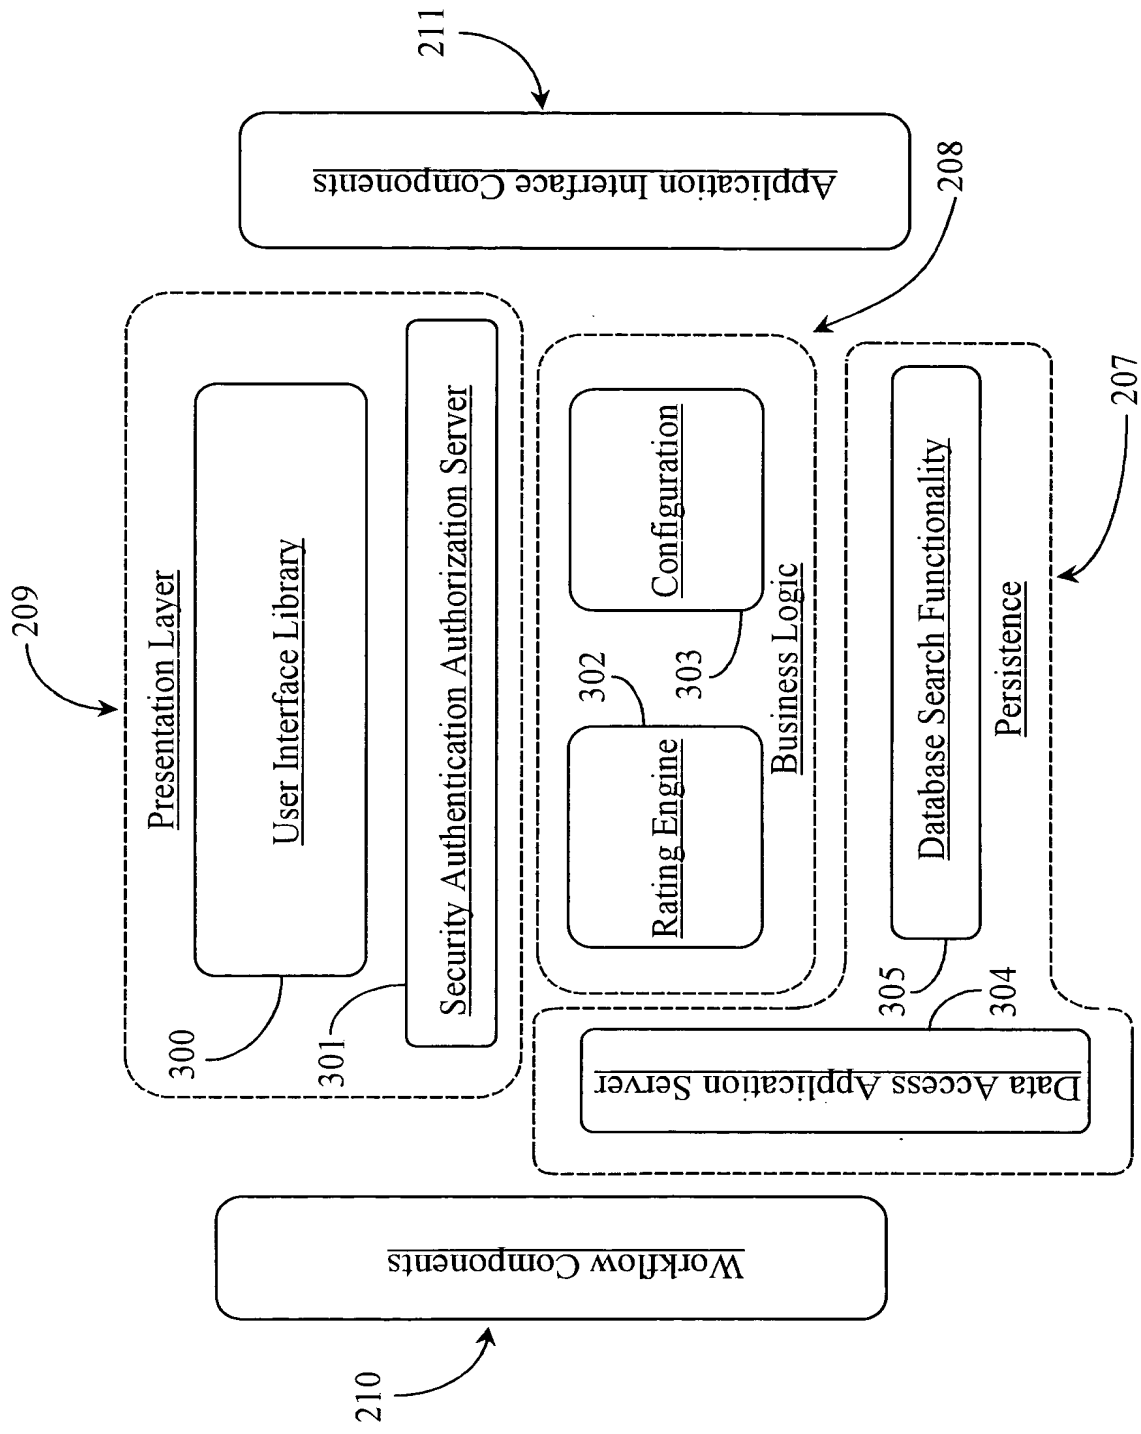 209
Presentation Layer
300
User Interface Library
301
Security Authentication Authorization Server
210
Workflow Components
211
Application Interface Components
208
302
Rating Engine
303
Configuration
Business Logic
304
Data Access Application Server
305
Database Search Functionality
Persistence
207